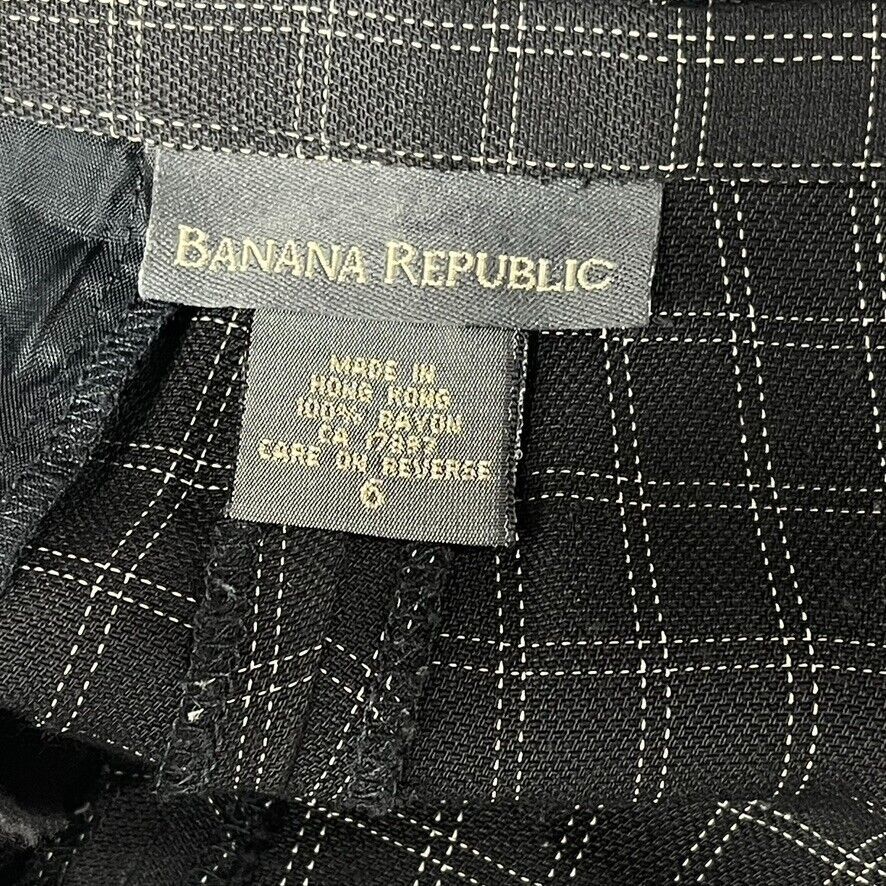 BANANA REPUBLIC
MADE IN
HONG KONG
100% RAYON
CA 17897
CARE ON REVERSE
6